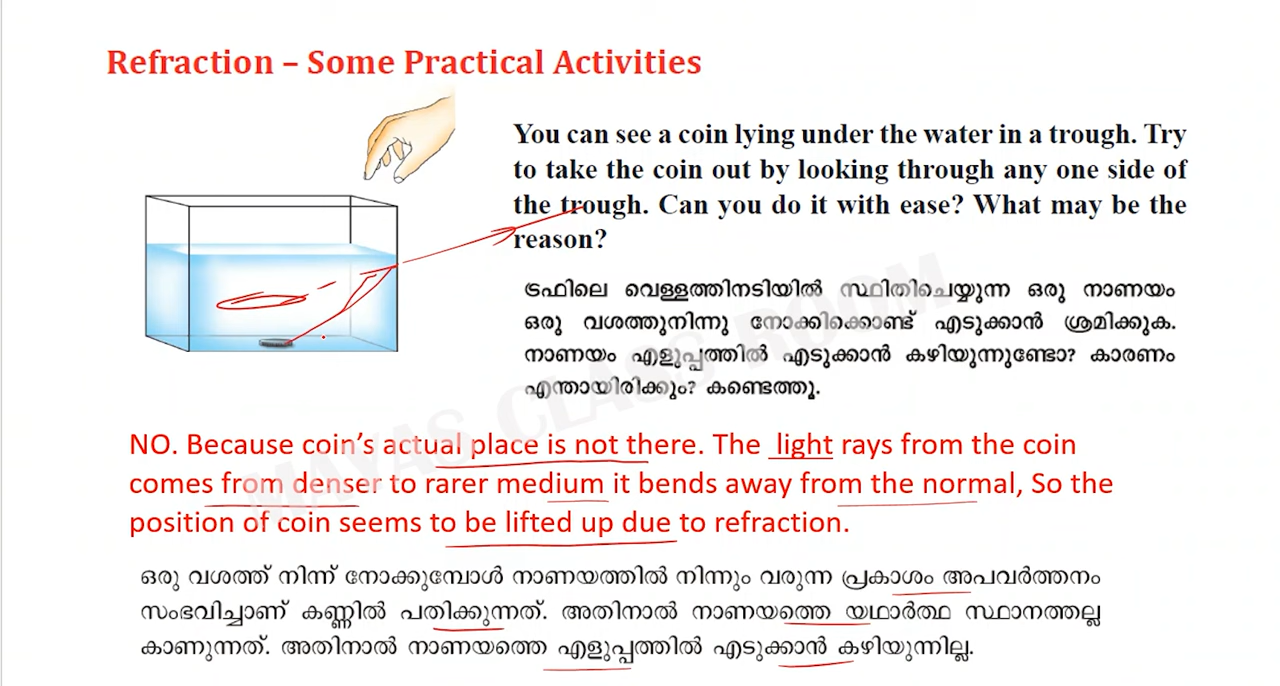 Refraction – Some Practical Activities
You can see a coin lying under the water in a trough. Try
to take the coin out by looking through any one side of
the trough. Can you do it with ease? What may be the
reason?
ട്രഫിലെ വെള്ളത്തിനടിയിൽ സ്ഥിതിചെയ്യുന്ന ഒരു നാണയം
ഒരു വശത്തുനിന്നു നോക്കിക്കൊണ്ട് എടുക്കാൻ ശ്രമിക്കുക.
നാണയം എളുപ്പത്തിൽ എടുക്കാൻ കഴിയുന്നുണ്ടോ? കാരണം
എന്തായിരിക്കും? കണ്ടെത്തൂ.
NO. Because coin’s actual place is not there. The light rays from the coin
comes from denser to rarer medium it bends away from the normal, So the
position of coin seems to be lifted up due to refraction.
ഒരു വശത്ത് നിന്ന് നോക്കുമ്പോൾ നാണയത്തിൽ നിന്നും വരുന്ന പ്രകാശം അപവർത്തനം
സംഭവിച്ചാണ് കണ്ണിൽ പതിക്കുന്നത്. അതിനാൽ നാണയത്തെ യഥാർത്ഥ സ്ഥാനത്തല്ല
കാണുന്നത്. അതിനാൽ നാണയത്തെ എളുപ്പത്തിൽ എടുക്കാൻ കഴിയുന്നില്ല.
MAYAS CLASS ROOM